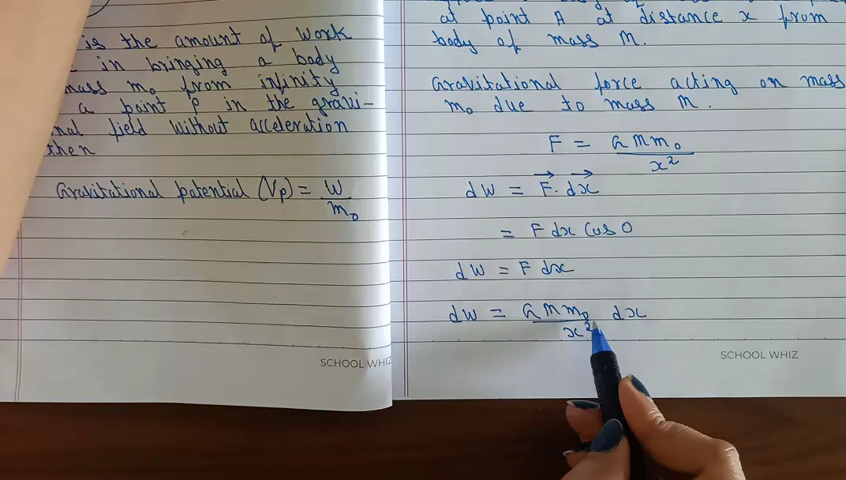 is the amount of work
in bringing a body
mass m₀ from infinity
a point P in the gravi-
nal field without acceleration
then
Gravitational potential (Vp) = W/m₀
SCHOOL WHIZ
at point A at distance x from
body of mass M.
Gravitational force acting on mass
m₀ due to mass M.
F = GMm₀/x²
dW = F⃗. dx⃗
= F dx Cos 0
dW = F dx
dW = GMm₀/x² dx
SCHOOL WHIZ